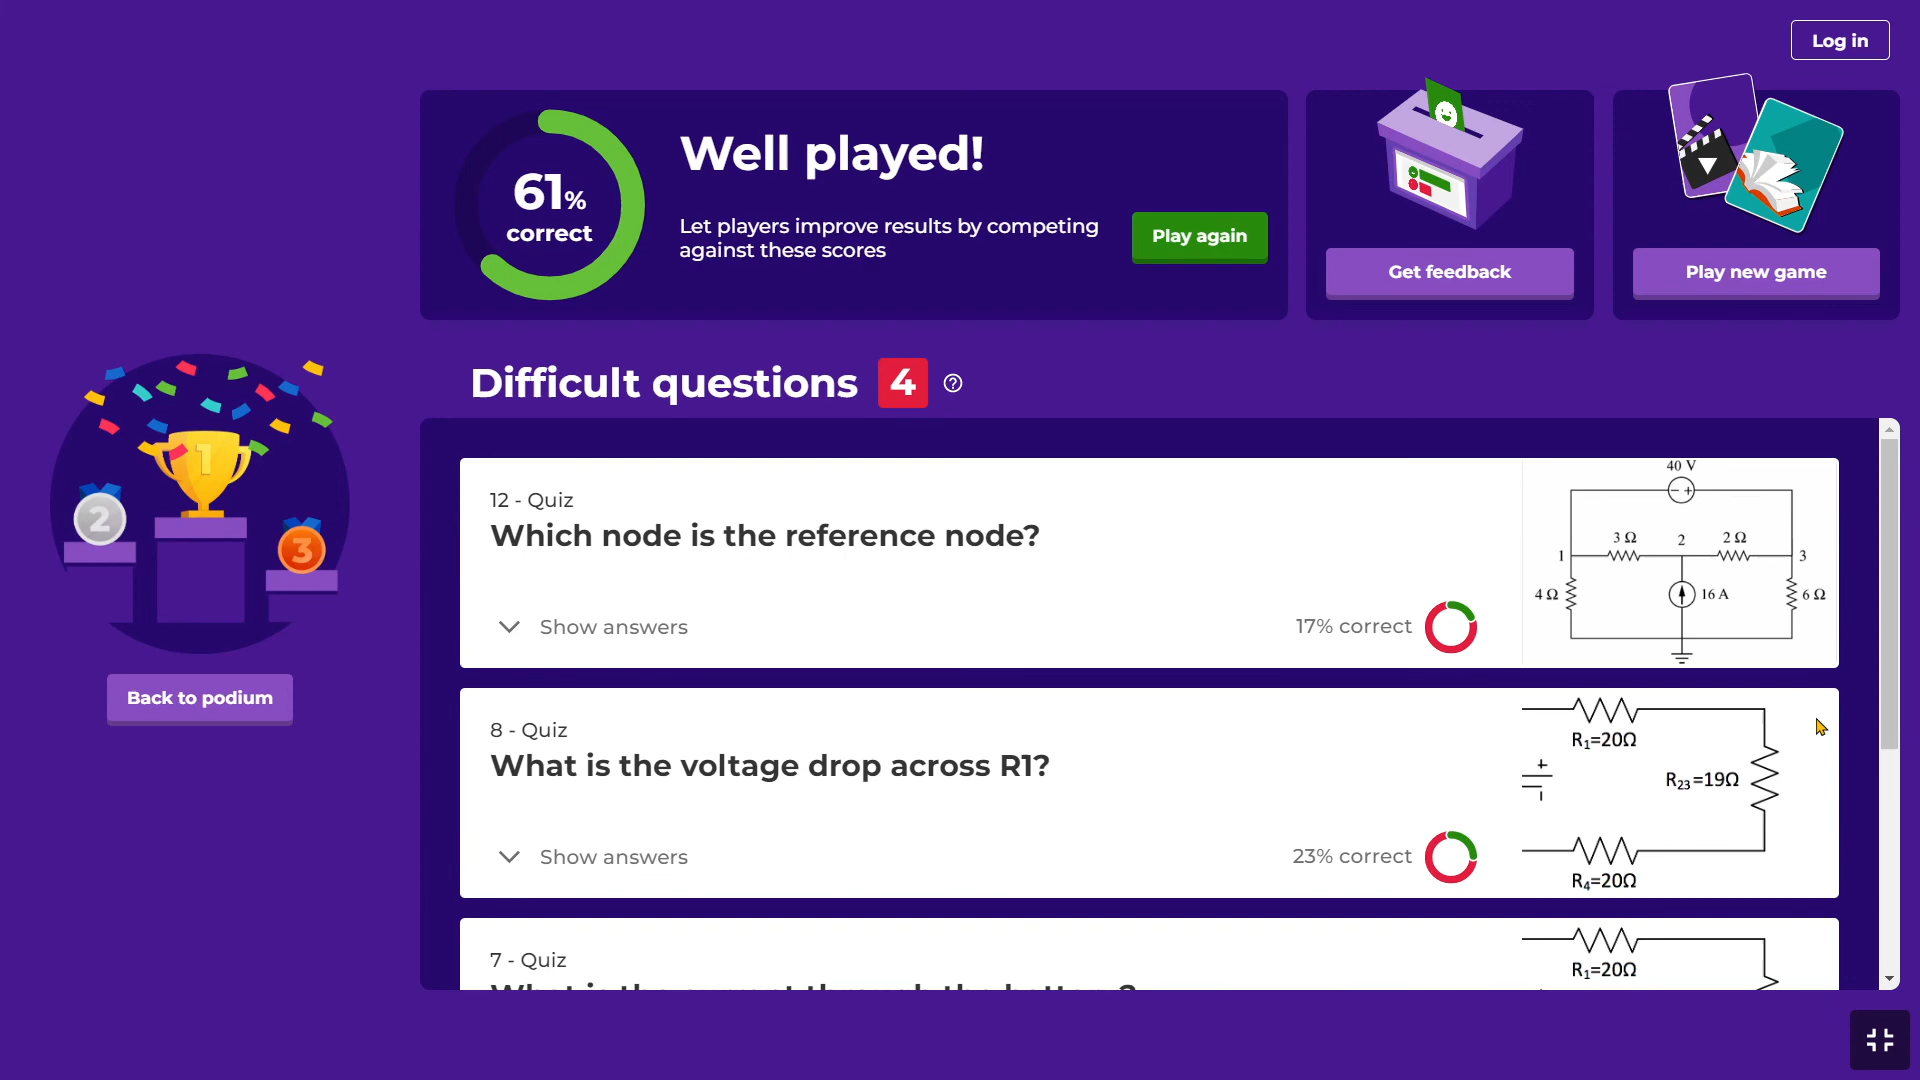 Log in
61%
correct
Well played!
Let players improve results by competing
against these scores
Play again
Get feedback
Play new game
1
2
3
Back to podium
Difficult questions 4 ?
12 - Quiz
Which node is the reference node?
Show answers
17% correct
40 V
- +
3 Ω 2 2 Ω
1 3
4 Ω 16 A 6 Ω
8 - Quiz
What is the voltage drop across R1?
Show answers
23% correct
R1=20Ω
+
R23=19Ω
-
R4=20Ω
7 - Quiz
R1=20Ω